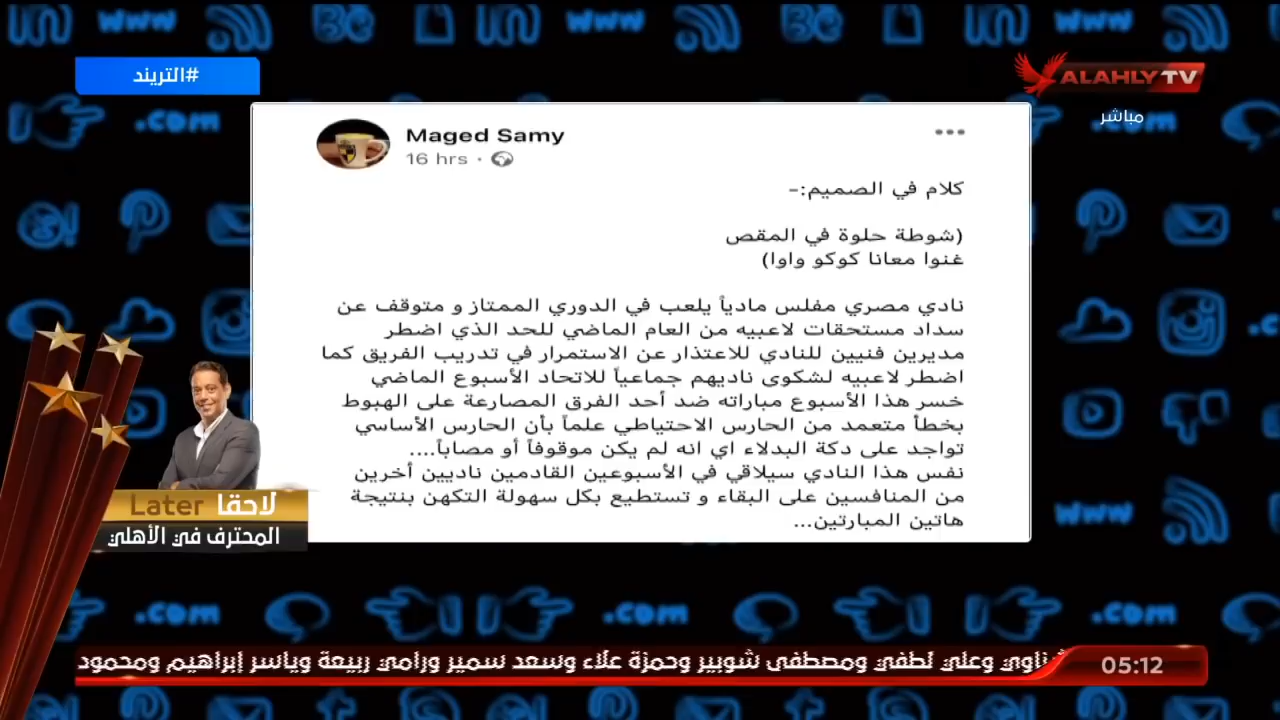 #التريند
ALAHLY TV
مباشر
Maged Samy
16 hrs
كلام في الصميم:-
(شوطة حلوة في المقص
غنوا معانا كوكو واوا)
نادي مصري مفلس مادياً يلعب في الدوري الممتاز و متوقف عن
سداد مستحقات لاعبيه من العام الماضي للحد الذي اضطر
مديرين فنيين للنادي للاعتذار عن الاستمرار في تدريب الفريق كما
اضطر لاعبيه لشكوى ناديهم جماعياً للاتحاد الأسبوع الماضي
خسر هذا الأسبوع مباراته ضد أحد الفرق المصارعة على الهبوط
بخطأ متعمد من الحارس الاحتياطي علماً بأن الحارس الأساسي
تواجد على دكة البدلاء اي انه لم يكن موقوفاً أو مصاباً....
نفس هذا النادي سيلاقي في الأسبوعين القادمين ناديين أخرين
من المنافسين على البقاء و تستطيع بكل سهولة التكهن بنتيجة
هاتين المبارتين...
لاحقا Later
المحترف في الأهلي
وعلي لطفي ومصطفى شوبير وحمزة علاء وسعد سمير ورامي ربيعة وياسر إبراهيم ومحمود
05:12